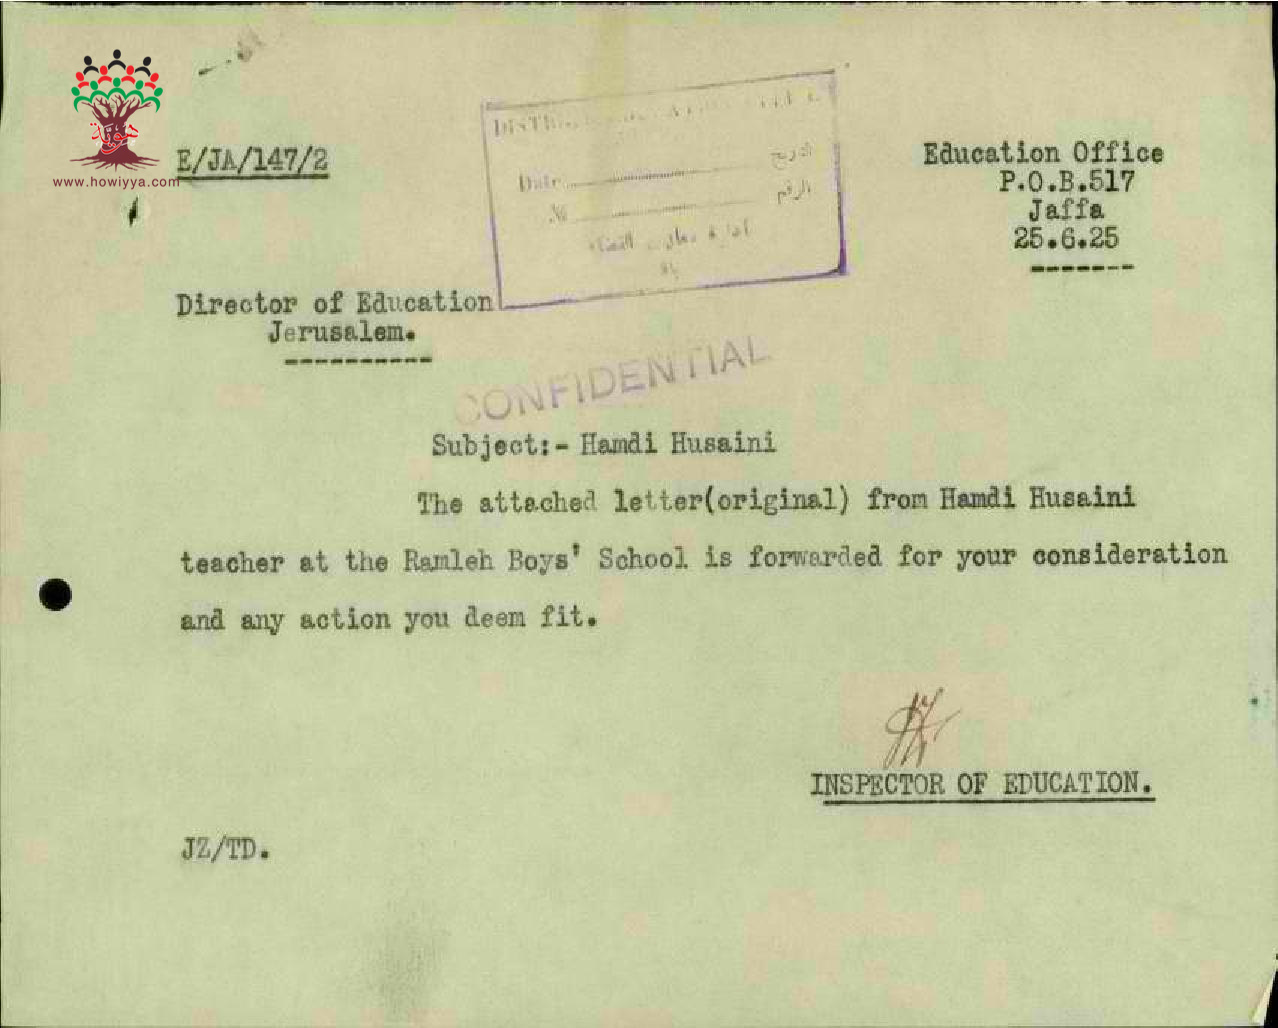 هوية
www.howiyya.com
E/JA/147/2
Education Office
P.O.B.517
Jaffa
25.6.25
Date
التاريخ
№
الرقم
Director of Education
Jerusalem.
CONFIDENTIAL
Subject:- Hamdi Husaini
The attached letter(original) from Hamdi Husaini
teacher at the Ramleh Boys' School is forwarded for your consideration
and any action you deem fit.
INSPECTOR OF EDUCATION.
JZ/TD.